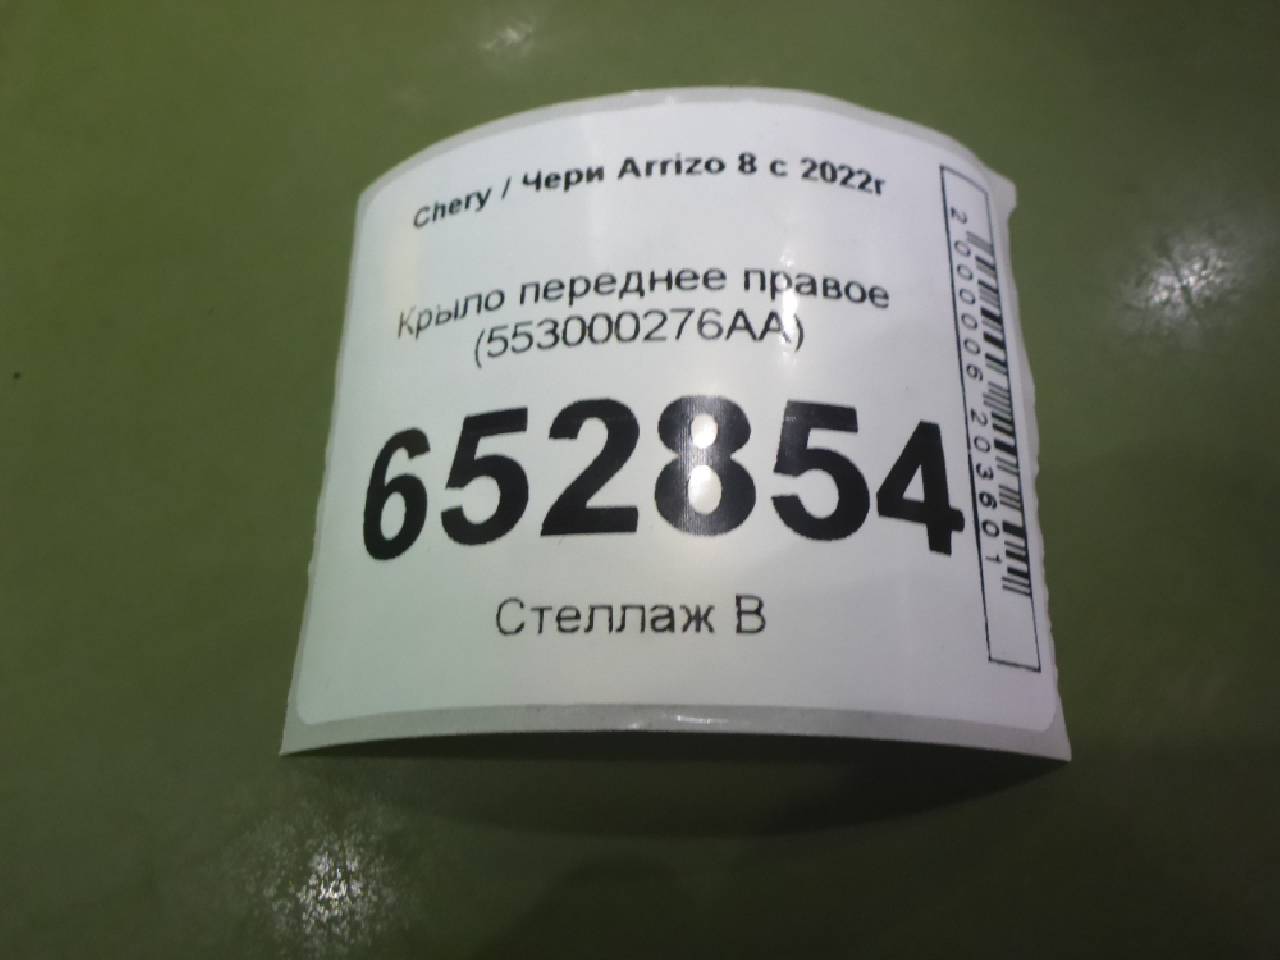 Chery / Чери Arrizo 8 с 2022г
Крыло переднее правое
(553000276AA)
652854
Стеллаж В
2000006203601